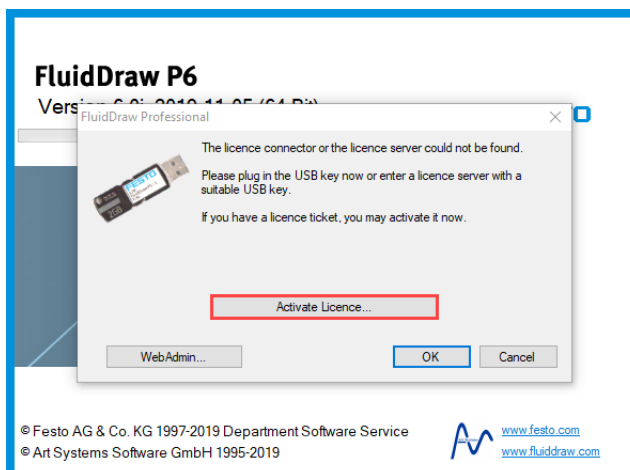 FluidDraw P6
Version 6.0i 2019-11-05 (64 Bit)
FluidDraw Professional
The licence connector or the licence server could not be found.
Please plug in the USB key now or enter a licence server with a
suitable USB key.
If you have a licence ticket, you may activate it now.
FESTO
2GB
Activate Licence...
WebAdmin...
OK
Cancel
© Festo AG & Co. KG 1997-2019 Department Software Service
© Art Systems Software GmbH 1995-2019
www.festo.com
www.fluiddraw.com